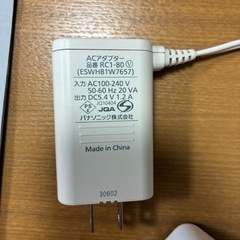 ACアダプター
品番 RC1-80 Ⓥ
(ESWH81W7657)
入力 AC100-240 V
50-60 Hz 20 VA
出力 DC5.4 V 1.2 A
PS E JQA
JQ10404
パナソニック株式会社
Made in China
30602